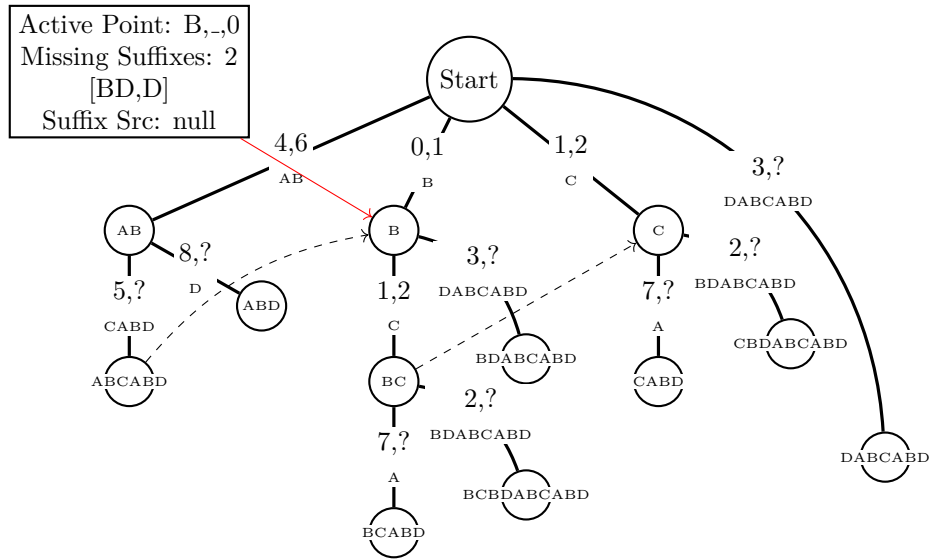 Active Point: B,_,0
Missing Suffixes: 2
[BD,D]
Suffix Src: null
Start
4,6
AB
0,1
B
1,2
C
3,?
DABCABD
AB
B
C
8,?
D
5,?
CABD
ABD
ABCABD
3,?
DABCABD
1,2
C
BDABCABD
2,?
BDABCABD
7,?
A
CBDABCABD
CABD
BC
2,?
BDABCABD
7,?
A
BCBDABCABD
BCABD
DABCABD